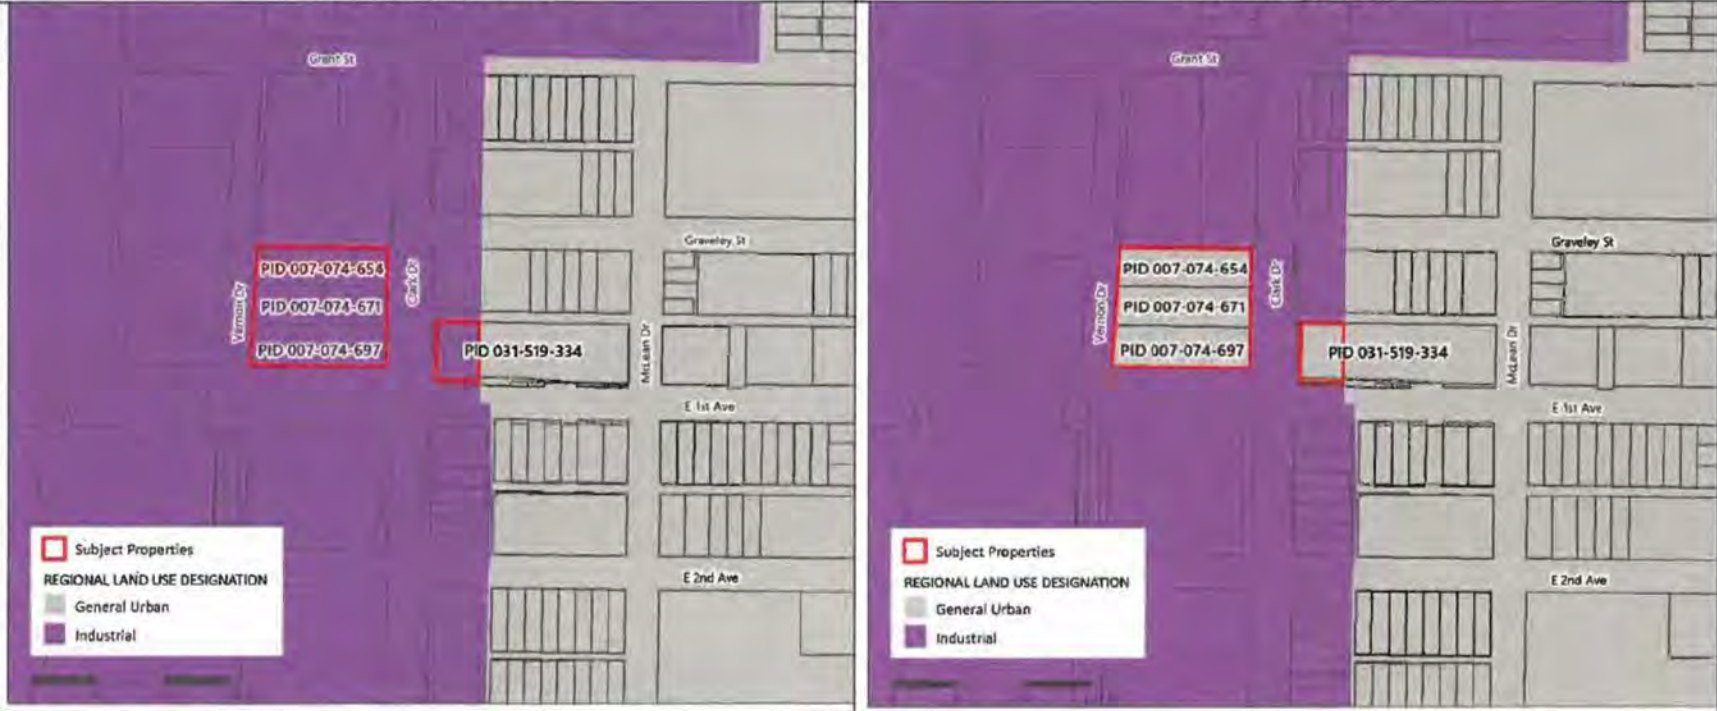 Grant St
Graveley St
PID 007-074-654
Clark Dr
PID 007-074-671
Vernon Dr
PID 007-074-697
PID 031-519-334
McLean Dr
E 1st Ave
E 2nd Ave
Subject Properties
REGIONAL LAND USE DESIGNATION
General Urban
Industrial
Grant St
Graveley St
PID 007-074-654
Clark Dr
PID 007-074-671
Vernon Dr
PID 007-074-697
PID 031-519-334
McLean Dr
E 1st Ave
E 2nd Ave
Subject Properties
REGIONAL LAND USE DESIGNATION
General Urban
Industrial